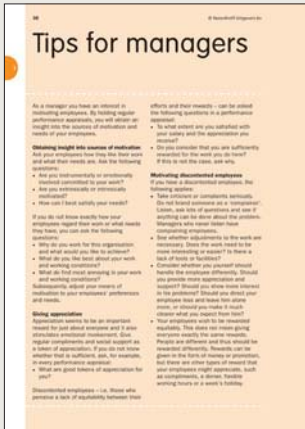 38
© Noordhoff Uitgevers bv
Tips for managers
As a manager you have an interest in
motivating employees. By holding regular
performance appraisals, you will obtain an
insight into the sources of motivation and
needs of your employees.
Obtaining insight into sources of motivation
Ask your employees how they like their work
and what their needs are. Ask the following
questions:
• Are you instrumentally or emotionally
involved (committed to your work)?
• Are you extrinsically or intrinsically
motivated?
• How can I best satisfy your needs?
If you do not know exactly how your
employees regard their work or what needs
they have, you can ask the following
questions:
• Why do you work for this organisation,
and what would you like to achieve?
• What do you like best about your work
and working conditions?
• What do you find most annoying in your work
and working conditions?
Subsequently, adjust your means of
motivation to your employees' preferences
and needs.
Giving appreciation
Appreciation seems to be an important
reward for just about everyone and it also
stimulates emotional involvement. Give
regular compliments and social support as
a token of appreciation. If you do not know
whether that is sufficient, ask, for example,
in every performance appraisal:
• What are good tokens of appreciation for
you?
Discontented employees – i.e. those who
perceive a lack of equitability between their
efforts and their rewards – can be asked
the following questions in a performance
appraisal:
• To what extent are you satisfied with
your salary and the appreciation you
receive?
• Do you consider that you are sufficiently
rewarded for the work you do here?
If this is not the case, ask why.
Motivating discontented employees
If you have a discontented employee, the
following applies:
• Take criticism or complaints seriously.
Do not brand someone as a 'complainer'.
Listen, ask lots of questions and see if
anything can be done about the problem.
Managers who never listen have
complaining employees.
• See whether adjustments to the work are
necessary. Does the work need to be
more interesting or easier? Is there a
lack of tools or facilities?
• Consider whether you yourself should
handle the employee differently. Should
you provide more appreciation and
support? Should you show more interest
in his problems? Should you direct your
employee less and leave him alone
more, or should you make it much
clearer what you expect from him?
• Your employees wish to be rewarded
equitably. This does not mean giving
everyone exactly the same rewards.
People are different and thus should be
rewarded differently. Rewards can be
given in the form of money or promotion,
but there are other types of reward that
your employees might appreciate, such
as compliments, a dinner, flexible
working hours or a week's holiday.